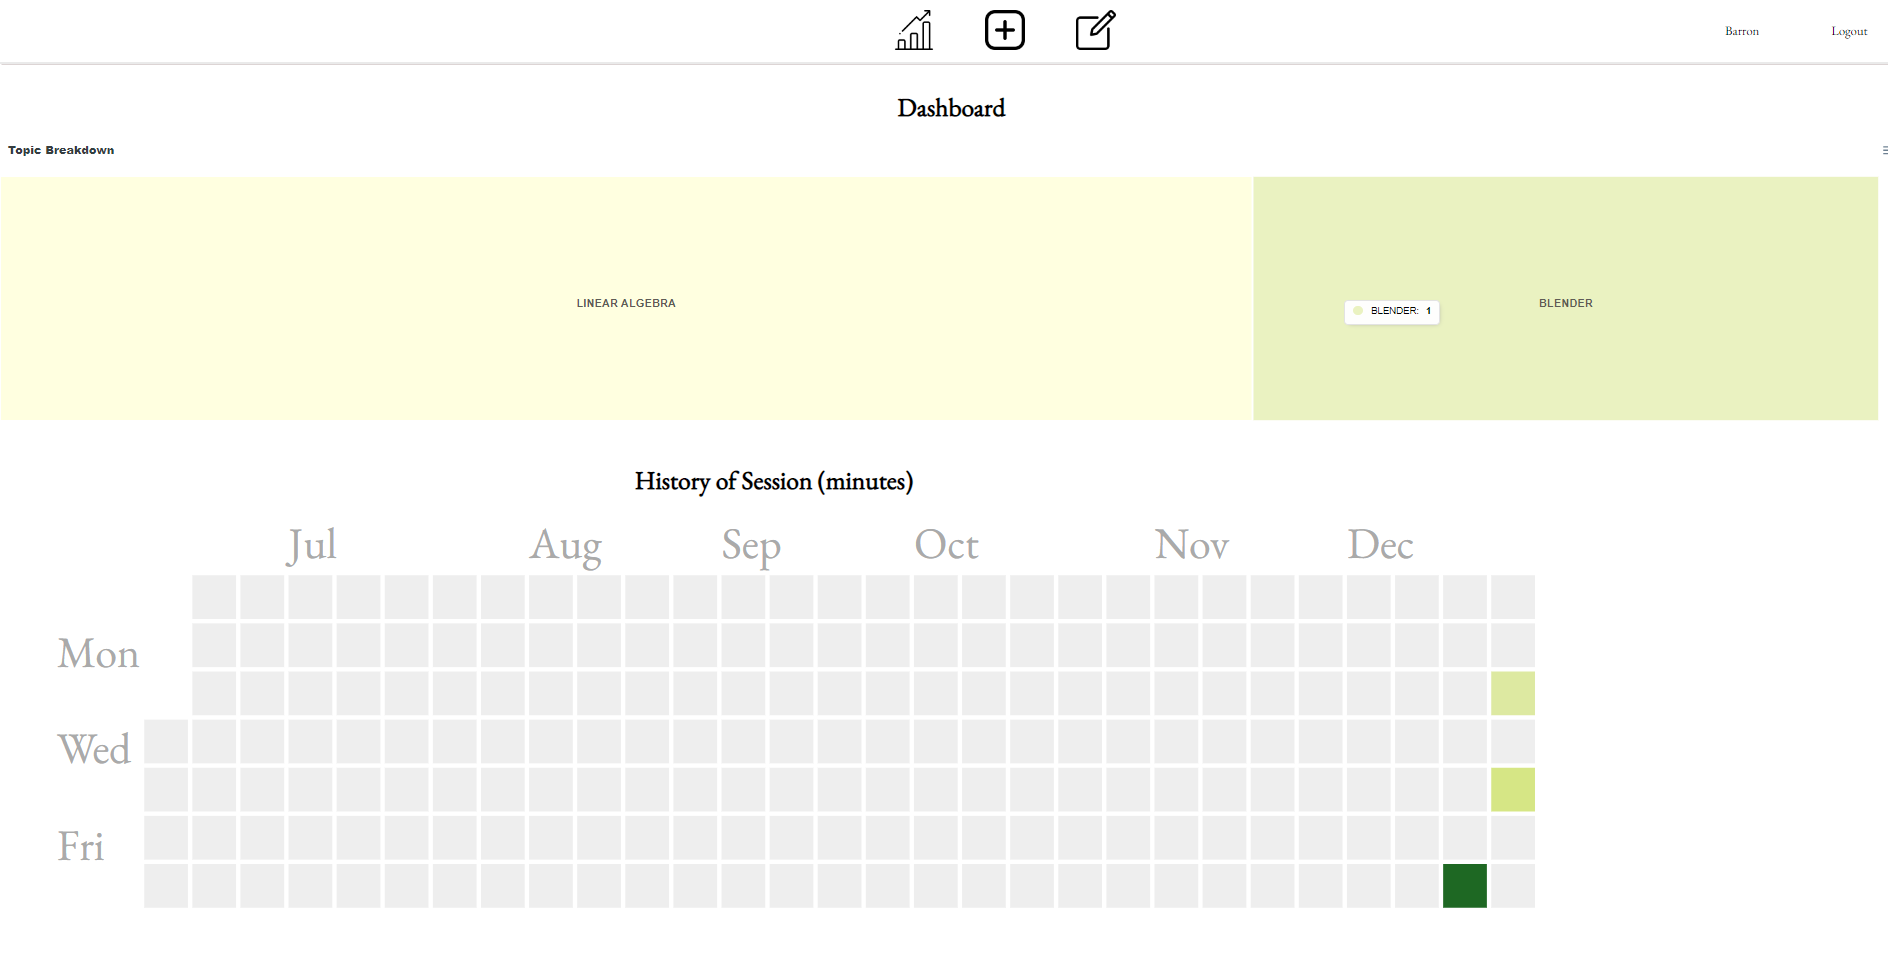 Barron Logout
Dashboard
Topic Breakdown
LINEAR ALGEBRA
BLENDER
BLENDER: 1
History of Session (minutes)
Jul Aug Sep Oct Nov Dec
Mon
Wed
Fri